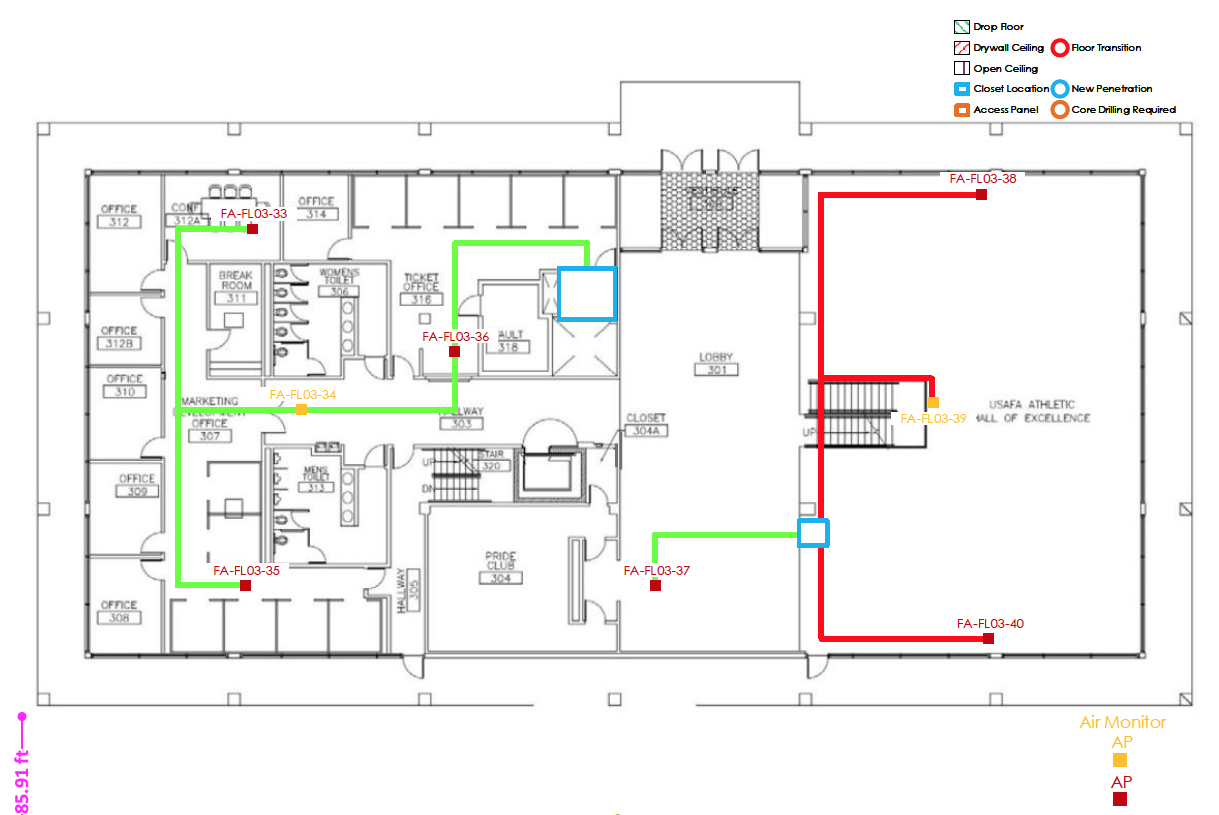 Drop Floor
Drywall Ceiling
Floor Transition
Open Ceiling
Closet Location
New Penetration
Access Panel
Core Drilling Required
FA-FL03-38
OFFICE
312
CONF
312A
FA-FL03-33
OFFICE
314
BREAK
ROOM
311
WOMENS
TOILET
306
TICKET
OFFICE
316
OFFICE
312B
FA-FL03-36
AULT
318
LOBBY
301
OFFICE
310
FA-FL03-34
MARKETING
OFFICE
307
303
CLOSET
304A
UP
FA-FL03-39
USAFA ATHLETIC
HALL OF EXCELLENCE
OFFICE
309
MENS
TOILET
313
UP
DN
STAIR
320
PRIDE
CLUB
304
FA-FL03-35
HALLWAY
305
FA-FL03-37
OFFICE
308
FA-FL03-40
85.91 ft
Air Monitor
AP
AP